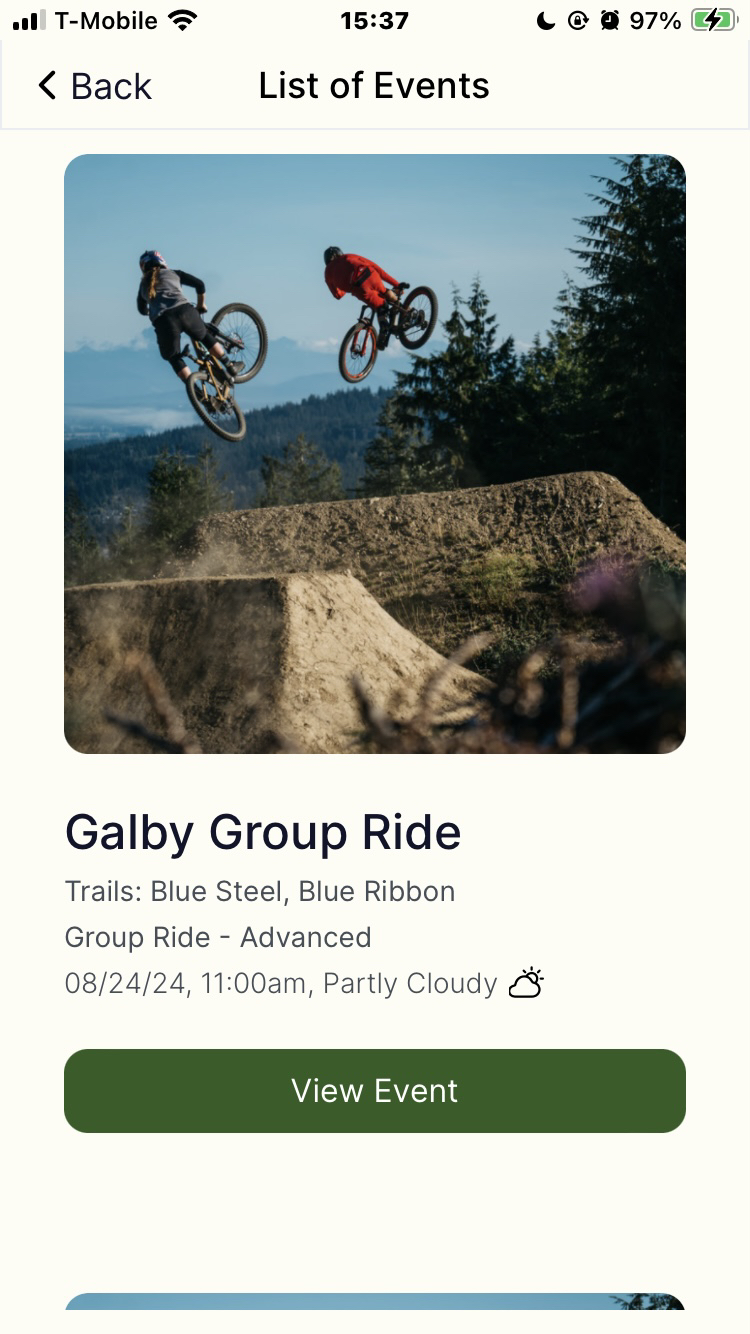 T-Mobile 15:37 97%
Back List of Events
Galby Group Ride
Trails: Blue Steel, Blue Ribbon
Group Ride - Advanced
08/24/24, 11:00am, Partly Cloudy
View Event